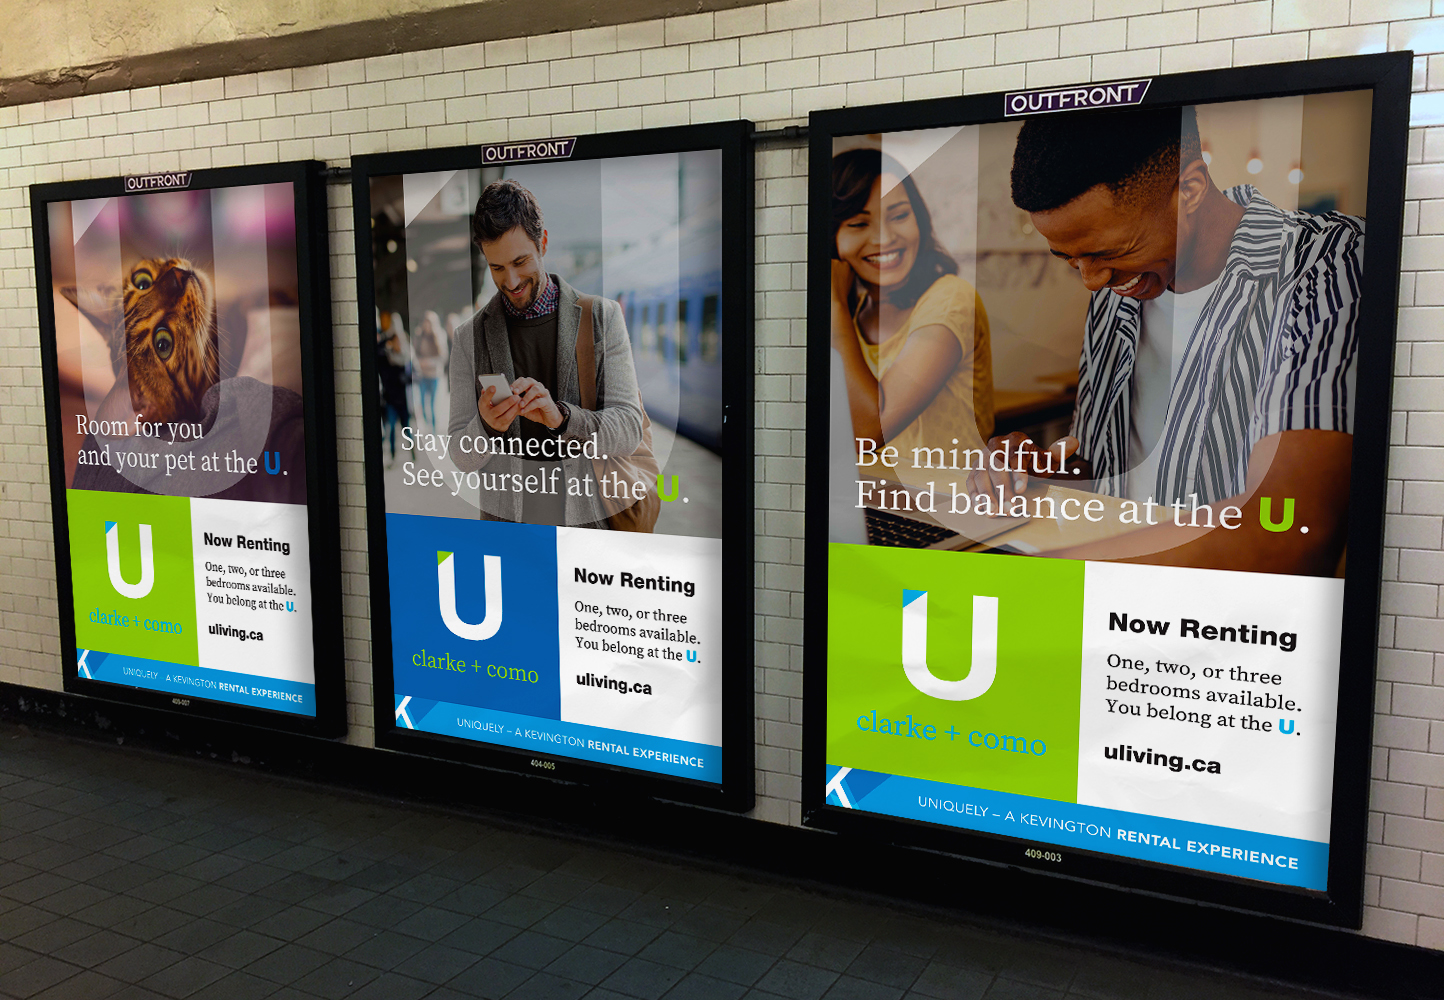 OUTFRONT
Room for you
and your pet at the U.
U
clarke + como
Now Renting
One, two, or three
bedrooms available.
You belong at the U.
uliving.ca
K
UNIQUELY – A KEVINGTON RENTAL EXPERIENCE
OUTFRONT
Stay connected.
See yourself at the U.
U
clarke + como
Now Renting
One, two, or three
bedrooms available.
You belong at the U.
uliving.ca
K
UNIQUELY – A KEVINGTON RENTAL EXPERIENCE
404-005
OUTFRONT
Be mindful.
Find balance at the U.
U
clarke + como
Now Renting
One, two, or three
bedrooms available.
You belong at the U.
uliving.ca
K
UNIQUELY – A KEVINGTON RENTAL EXPERIENCE
409-003